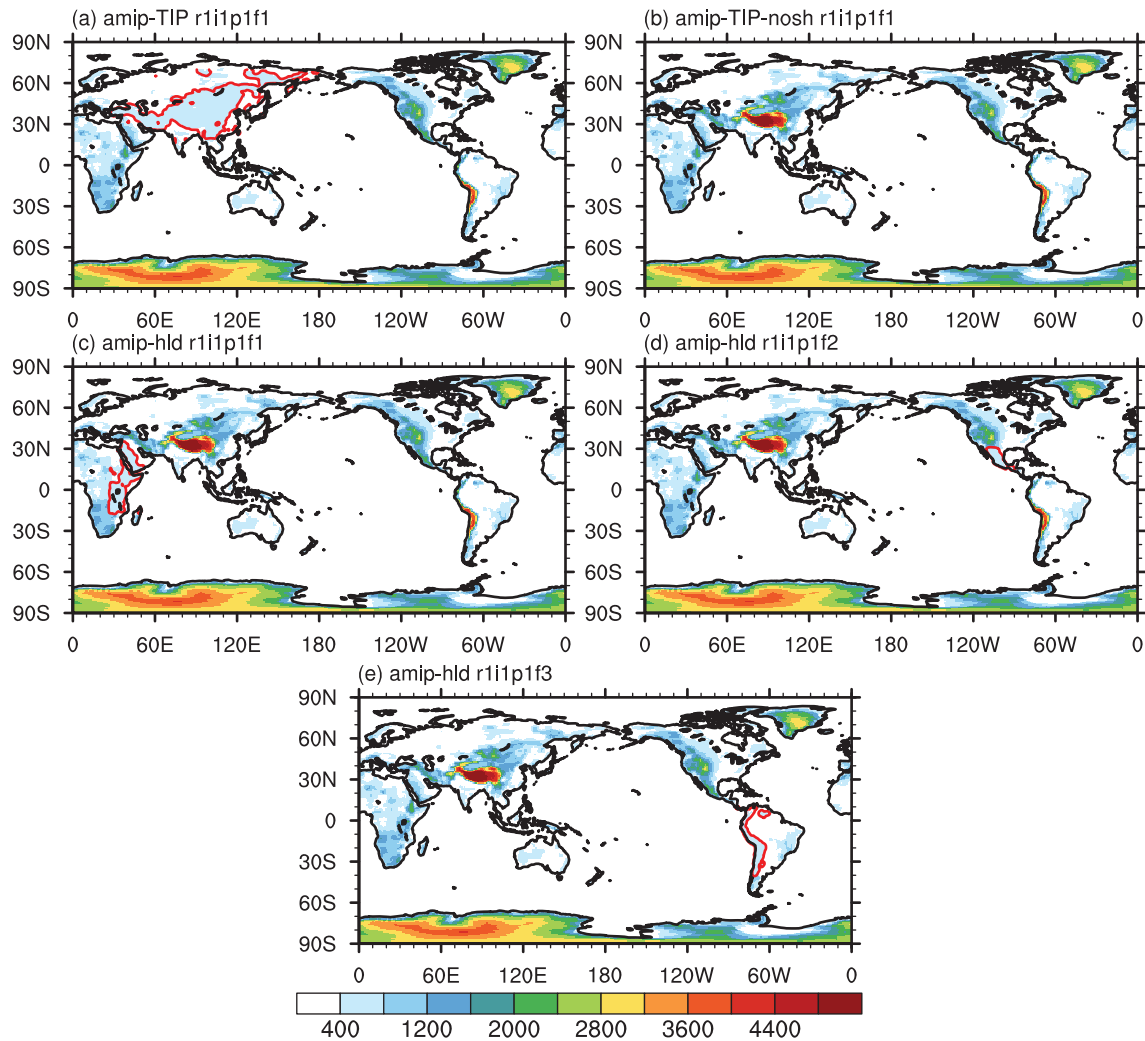 (a) amip-TIP r1i1p1f1
(b) amip-TIP-nosh r1i1p1f1
90N 90N
60N 60N
30N 30N
0 0
30S 30S
60S 60S
90S 90S
0 60E 120E 180 120W 60W 0 0 60E 120E 180 120W 60W 0
(c) amip-hld r1i1p1f1
(d) amip-hld r1i1p1f2
90N 90N
60N 60N
30N 30N
0 0
30S 30S
60S 60S
90S 90S
0 60E 120E 180 120W 60W 0 0 60E 120E 180 120W 60W 0
(e) amip-hld r1i1p1f3
90N
60N
30N
0
30S
60S
90S
0 60E 120E 180 120W 60W 0
400 1200 2000 2800 3600 4400